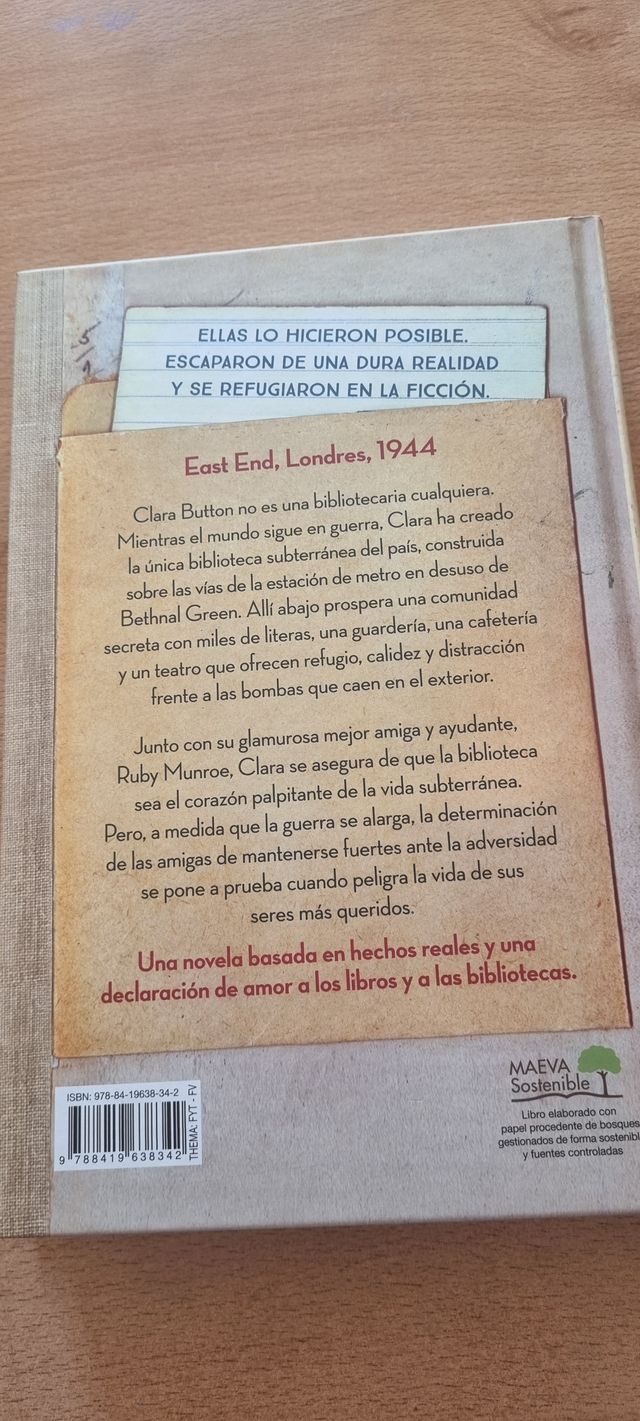 ELLAS LO HICIERON POSIBLE.
ESCAPARON DE UNA DURA REALIDAD
Y SE REFUGIARON EN LA FICCIÓN.
East End, Londres, 1944
Clara Button no es una bibliotecaria cualquiera.
Mientras el mundo sigue en guerra, Clara ha creado
la única biblioteca subterránea del país, construida
sobre las vías de la estación de metro en desuso de
Bethnal Green. Allí abajo prospera una comunidad
secreta con miles de literas, una guardería, una cafetería
y un teatro que ofrecen refugio, calidez y distracción
frente a las bombas que caen en el exterior.
Junto con su glamurosa mejor amiga y ayudante,
Ruby Munroe, Clara se asegura de que la biblioteca
sea el corazón palpitante de la vida subterránea.
Pero, a medida que la guerra se alarga, la determinación
de las amigas de mantenerse fuertes ante la adversidad
se pone a prueba cuando peligra la vida de sus
seres más queridos.
Una novela basada en hechos reales y una
declaración de amor a los libros y a las bibliotecas.
ISBN: 978-84-19638-34-2
9 788419 638342
THEMA: FYT - FV
MAEVA
Sostenible
Libro elaborado con
papel procedente de bosques
gestionados de forma sostenibl
y fuentes controladas